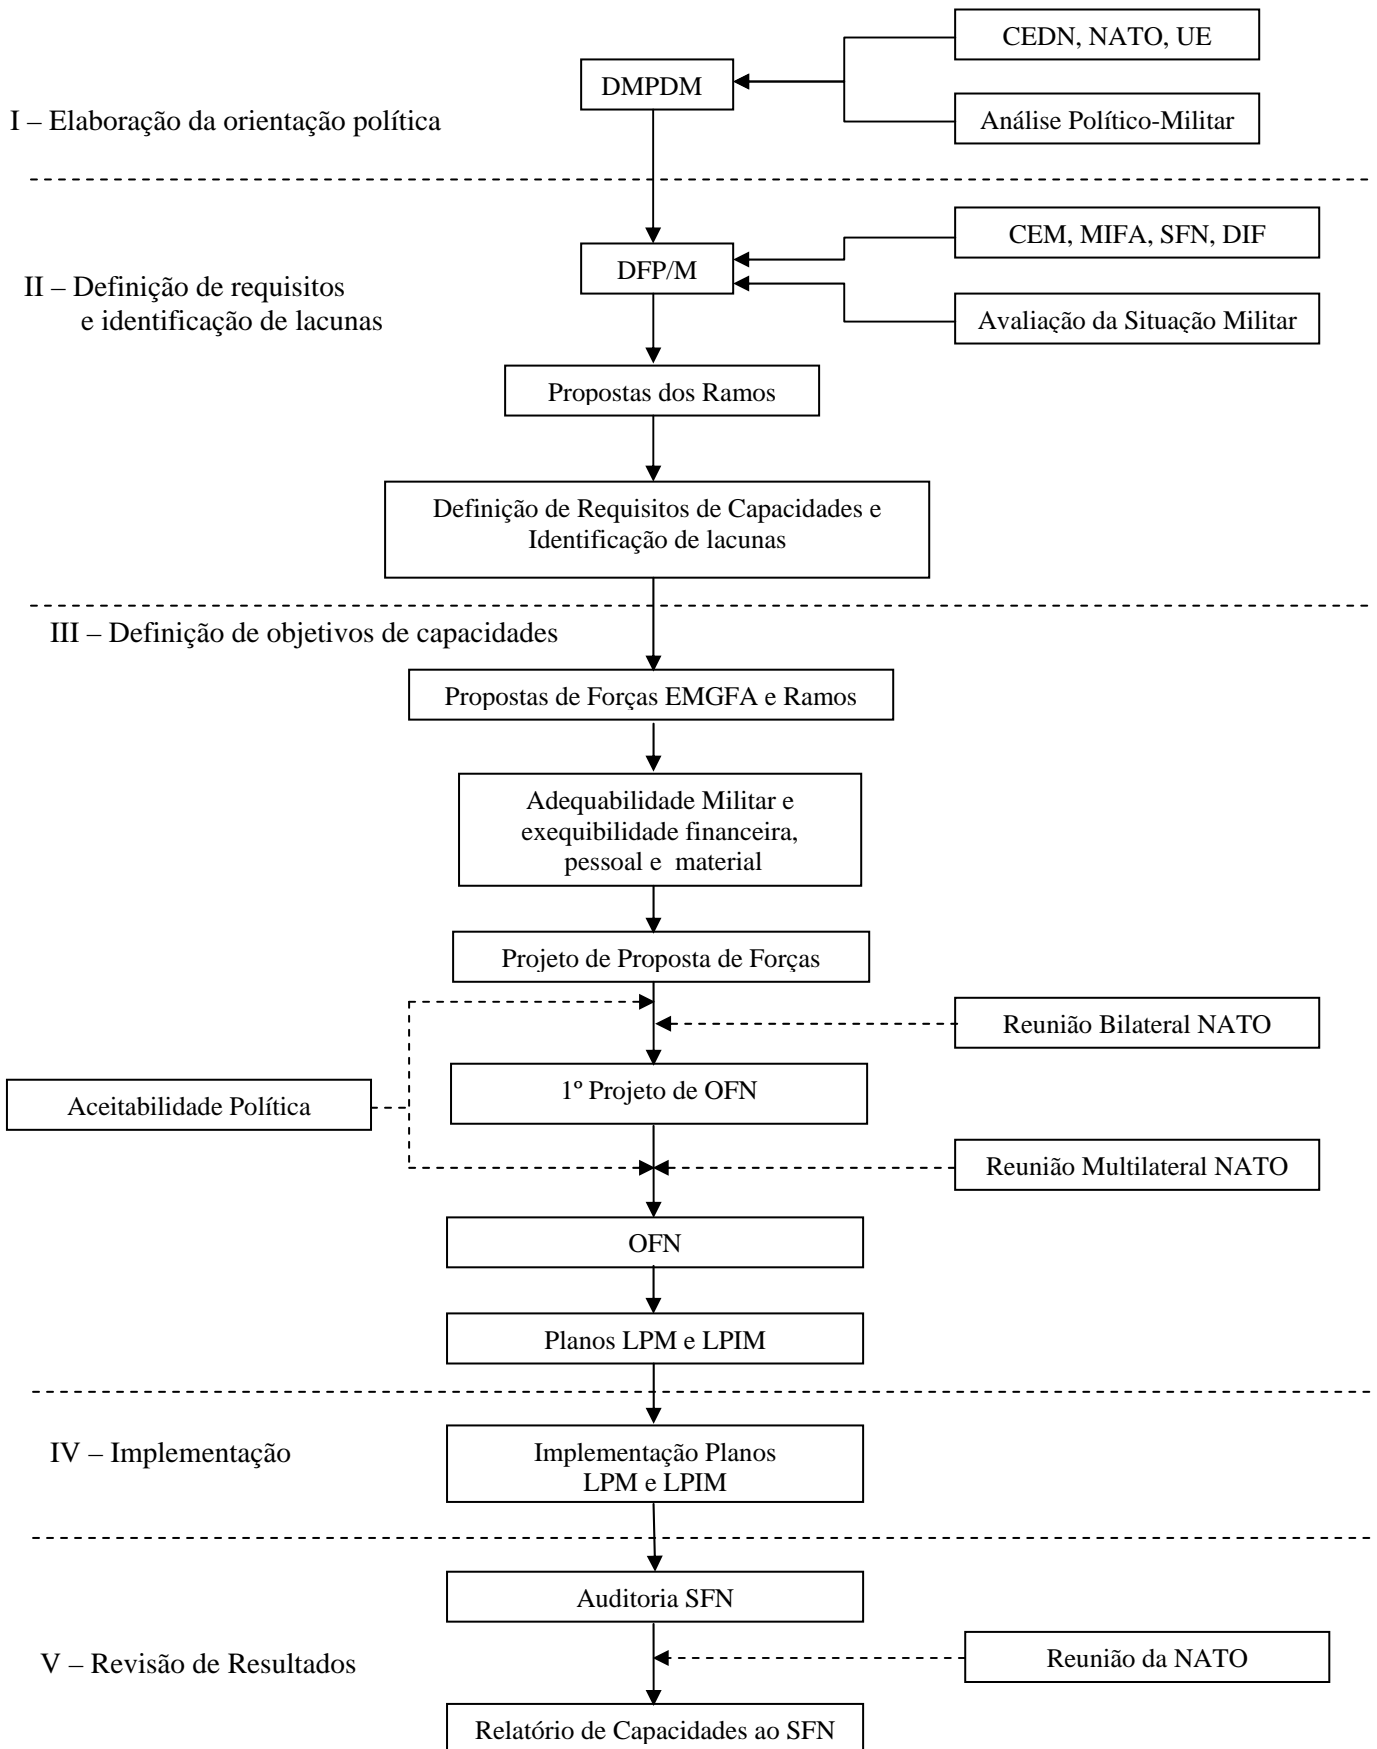 CEDN, NATO, UE
DMPDM
I – Elaboração da orientação política
Análise Político-Militar
CEM, MIFA, SFN, DIF
DFP/M
II – Definição de requisitos
e identificação de lacunas
Avaliação da Situação Militar
Propostas dos Ramos
Definição de Requisitos de Capacidades e
Identificação de lacunas
III – Definição de objetivos de capacidades
Propostas de Forças EMGFA e Ramos
Adequabilidade Militar e
exequibilidade financeira,
pessoal e material
Projeto de Proposta de Forças
Reunião Bilateral NATO
1º Projeto de OFN
Aceitabilidade Política
Reunião Multilateral NATO
OFN
Planos LPM e LPIM
IV – Implementação
Implementação Planos
LPM e LPIM
Auditoria SFN
V – Revisão de Resultados
Reunião da NATO
Relatório de Capacidades ao SFN